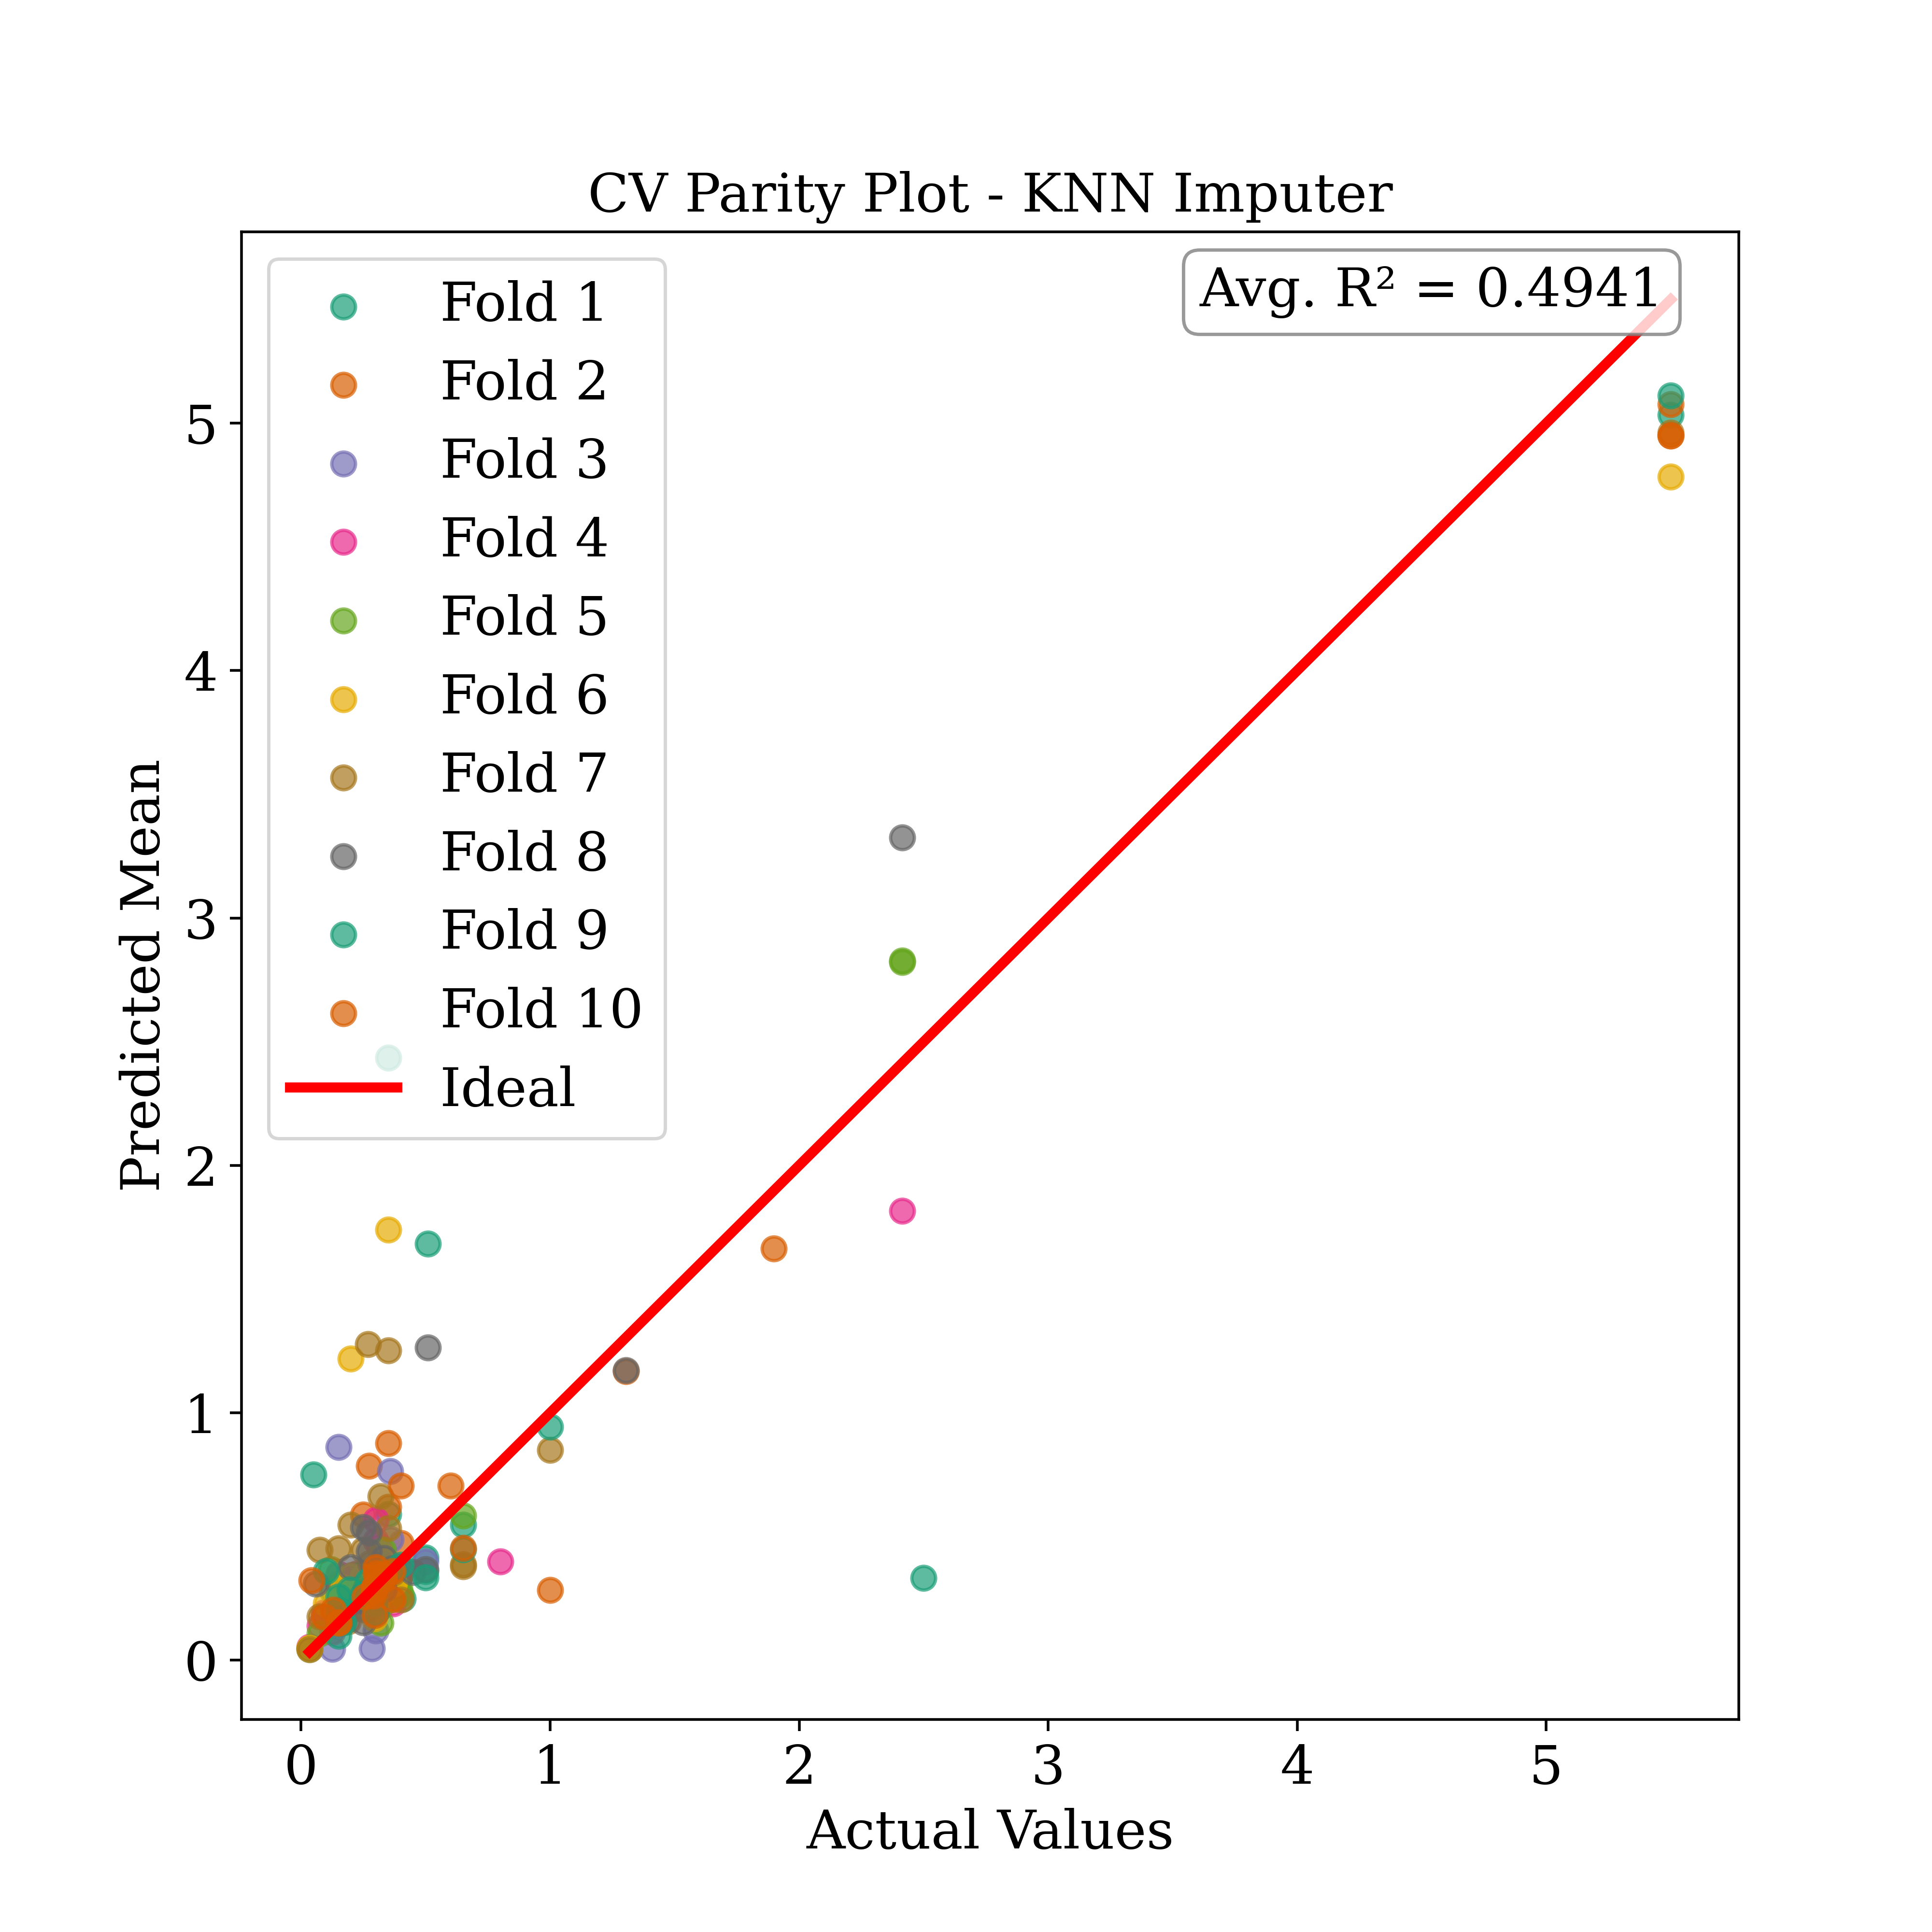 CV Parity Plot - KNN Imputer
Avg. R² = 0.4941
Fold 1
Fold 2
Fold 3
Fold 4
Fold 5
Fold 6
Fold 7
Fold 8
Fold 9
Fold 10
Ideal
Predicted Mean
5
4
3
2
1
0
0 1 2 3 4 5
Actual Values